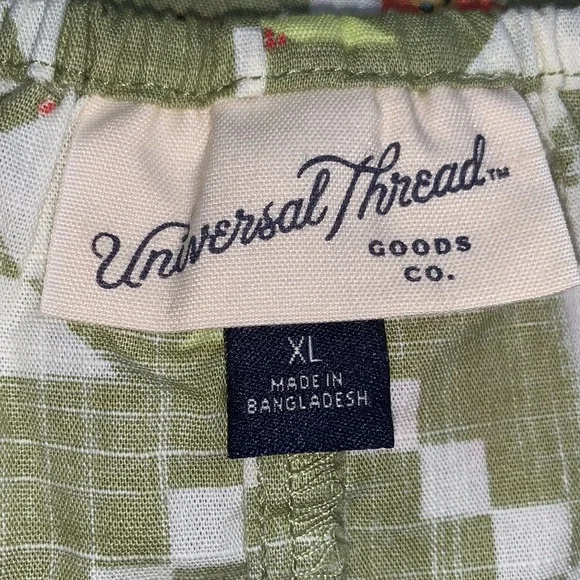 Universal Thread™
GOODS
CO.
XL
MADE IN
BANGLADESH